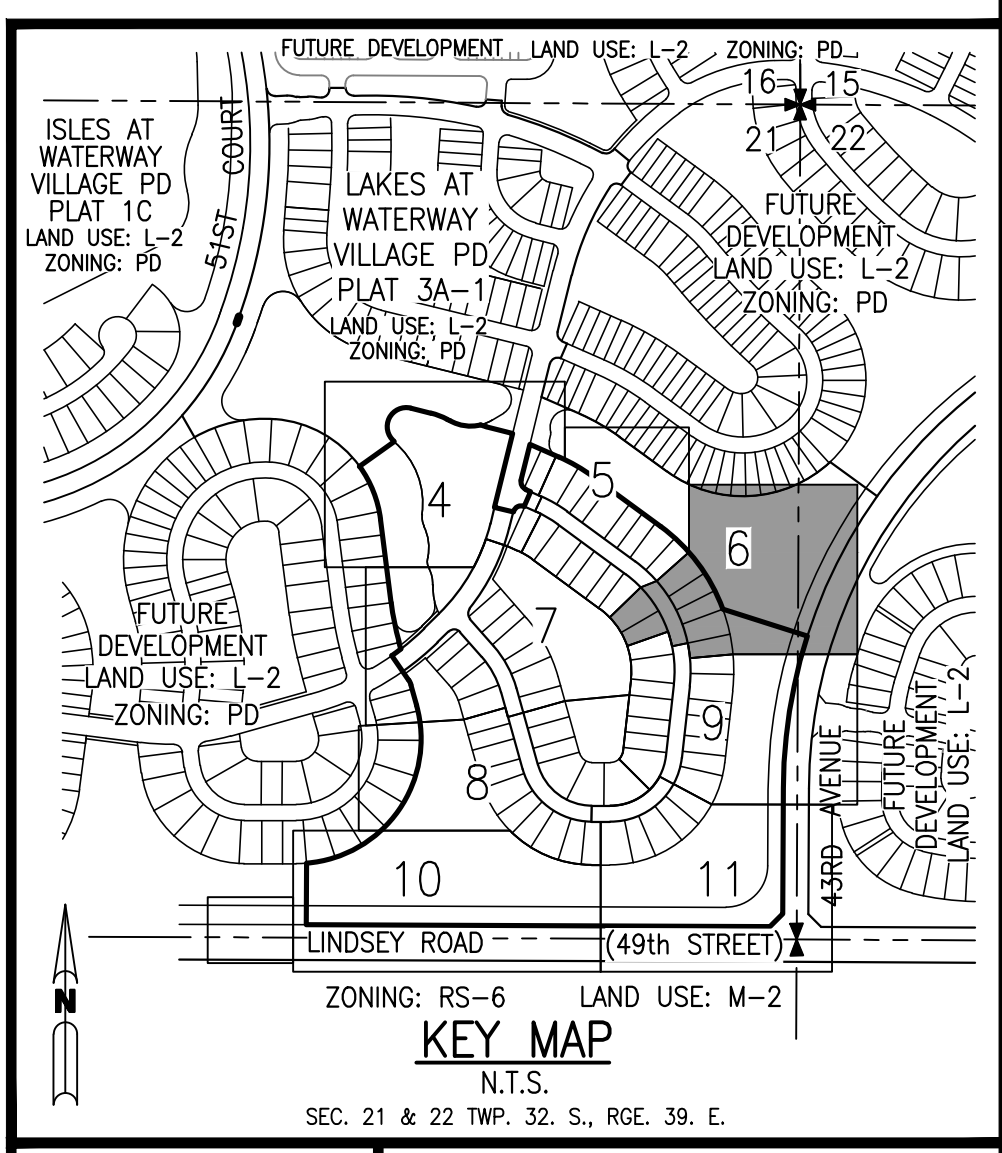 FUTURE DEVELOPMENT LAND USE: L-2 ZONING: PD
16 15
21 22
ISLES AT
WATERWAY
VILLAGE PD
PLAT 1C
LAND USE: L-2
ZONING: PD
51ST COURT
LAKES AT
WATERWAY
VILLAGE PD
PLAT 3A-1
LAND USE: L-2
ZONING: PD
FUTURE
DEVELOPMENT
LAND USE: L-2
ZONING: PD
4
5
6
7
FUTURE
DEVELOPMENT
LAND USE: L-2
ZONING: PD
8
9
FUTURE
DEVELOPMENT
LAND USE: L-2
43RD AVENUE
10
11
LINDSEY ROAD (49th STREET)
ZONING: RS-6 LAND USE: M-2
N
KEY MAP
N.T.S.
SEC. 21 & 22 TWP. 32. S., RGE. 39. E.